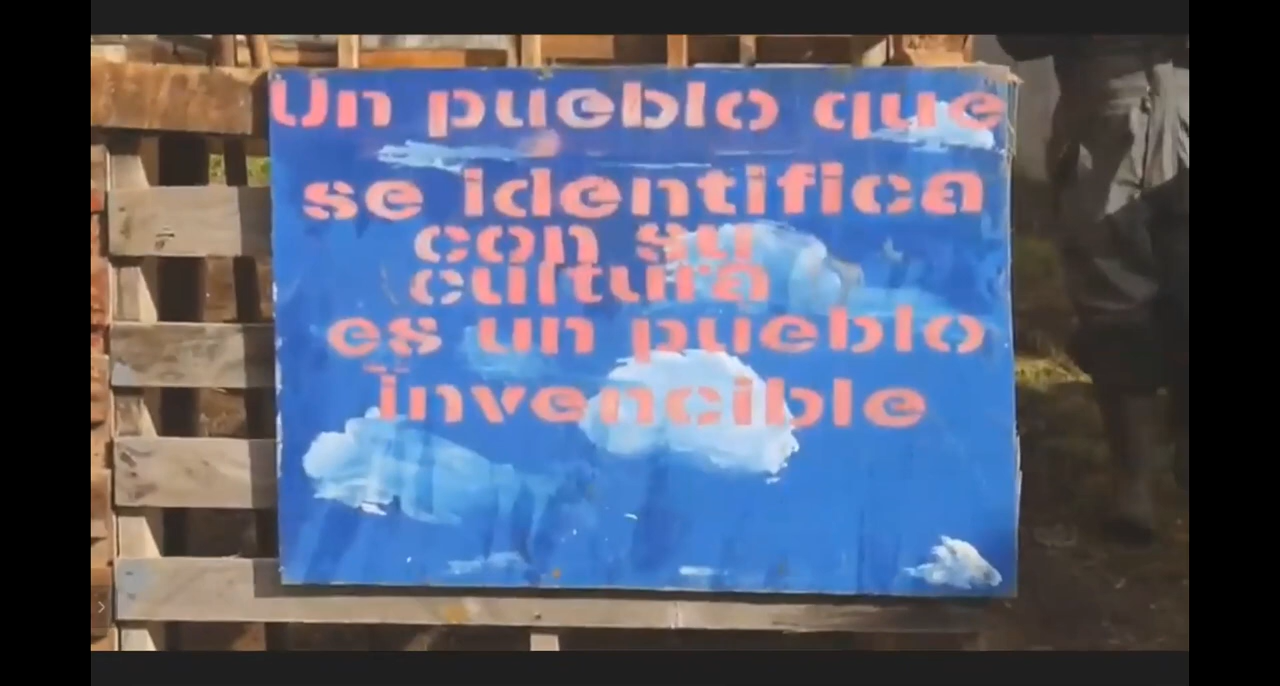 Un pueblo que
se identifica
con su
cultura
es un pueblo
invencible